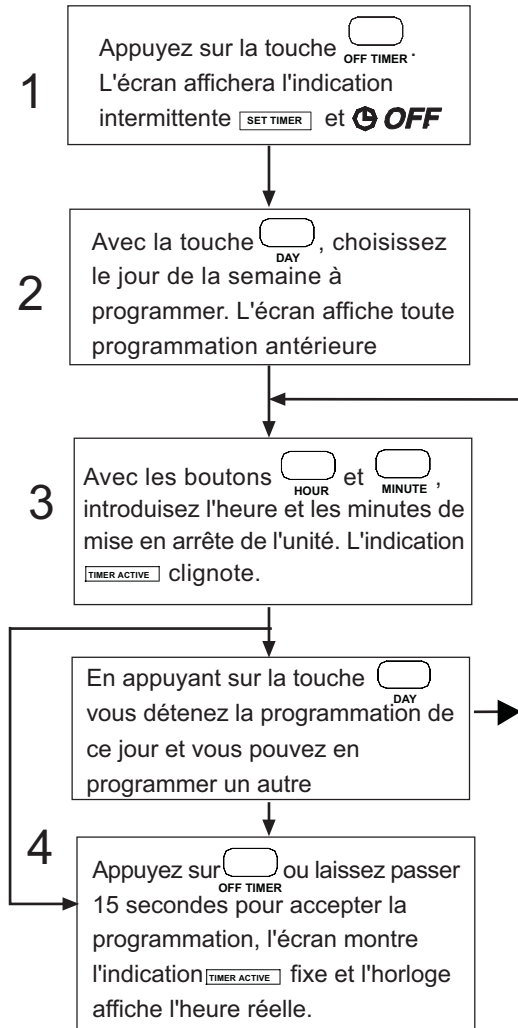 1
Appuyez sur la touche OFF TIMER .
L'écran affichera l'indication
intermittente SET TIMER et OFF
2
Avec la touche DAY , choisissez
le jour de la semaine à
programmer. L'écran affiche toute
programmation antérieure
3
Avec les boutons HOUR et MINUTE ,
introduisez l'heure et les minutes de
mise en arrête de l'unité. L'indication
TIMER ACTIVE clignote.
En appuyant sur la touche DAY
vous détenez la programmation de
ce jour et vous pouvez en
programmer un autre
4
Appuyez sur OFF TIMER ou laissez passer
15 secondes pour accepter la
programmation, l'écran montre
l'indication TIMER ACTIVE fixe et l'horloge
affiche l'heure réelle.